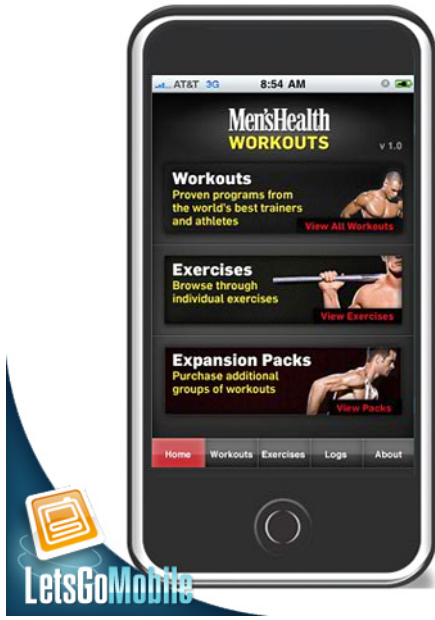 AT&T 3G 8:54 AM
Men'sHealth
WORKOUTS
v 1.0
Workouts
Proven programs from
the world's best trainers
and athletes
View All Workouts
Exercises
Browse through
individual exercises
View Exercises
Expansion Packs
Purchase additional
groups of workouts
View Packs
Home Workouts Exercises Logs About
LetsGoMobile